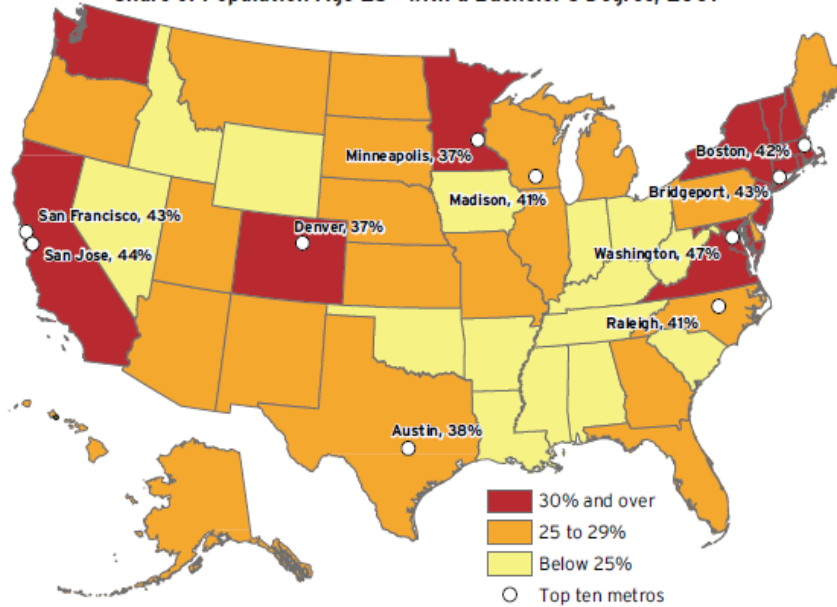 Minneapolis, 37%
Boston, 42%
Madison, 41%
Bridgeport, 43%
San Francisco, 43%
Denver, 37%
San Jose, 44%
Washington, 47%
Raleigh, 41%
Austin, 38%
30% and over
25 to 29%
Below 25%
Top ten metros